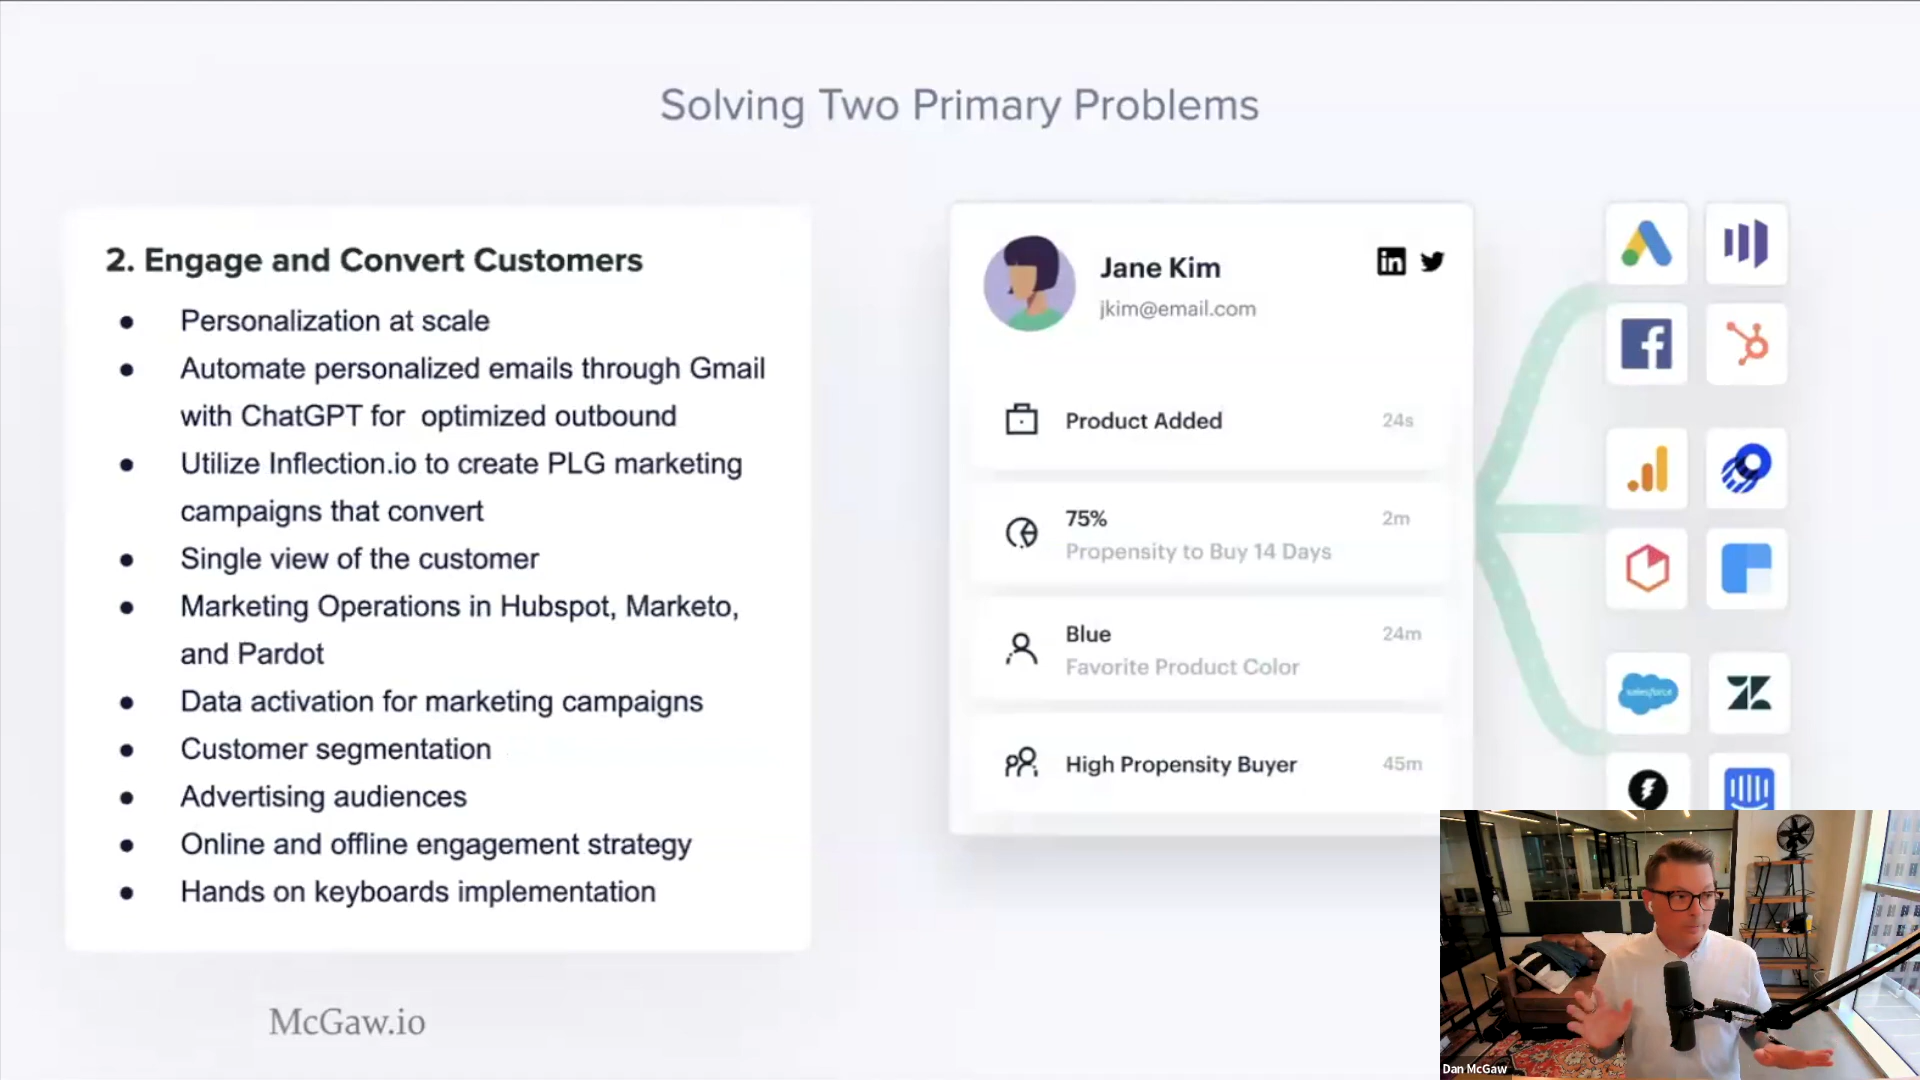 Solving Two Primary Problems
2. Engage and Convert Customers
● Personalization at scale
● Automate personalized emails through Gmail
with ChatGPT for  optimized outbound
● Utilize Inflection.io to create PLG marketing
campaigns that convert
● Single view of the customer
● Marketing Operations in Hubspot, Marketo,
and Pardot
● Data activation for marketing campaigns
● Customer segmentation
● Advertising audiences
● Online and offline engagement strategy
● Hands on keyboards implementation
McGaw.io
Jane Kim
in
jkim@email.com
Product Added 24s
75% 2m
Propensity to Buy 14 Days
Blue 24m
Favorite Product Color
High Propensity Buyer 45m
f
salesforce
Dan McGaw